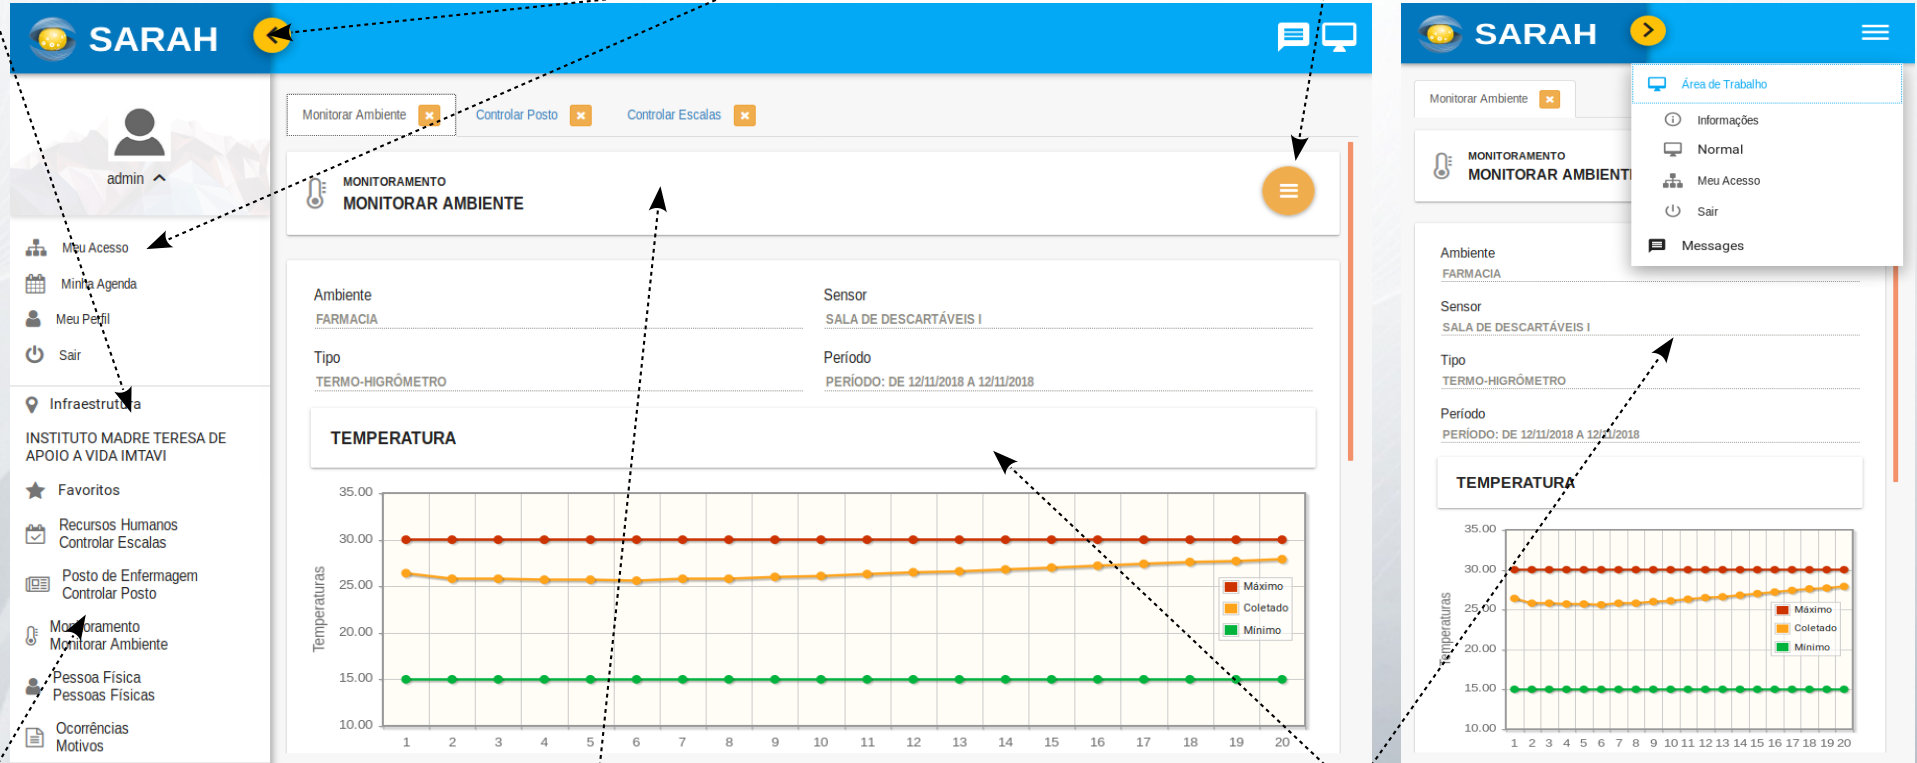 SARAH
admin
Meu Acesso
Minha Agenda
Meu Perfil
Sair
Infraestrutura
INSTITUTO MADRE TERESA DE
APOIO A VIDA IMTAVI
Favoritos
Recursos Humanos
Controlar Escalas
Posto de Enfermagem
Controlar Posto
Monitoramento
Monitorar Ambiente
Pessoa Física
Pessoas Físicas
Ocorrências
Motivos
Monitorar Ambiente
Controlar Posto
Controlar Escalas
MONITORAMENTO
MONITORAR AMBIENTE
Ambiente
FARMACIA
Sensor
SALA DE DESCARTÁVEIS I
Tipo
TERMO-HIGRÔMETRO
Período
PERÍODO: DE 12/11/2018 A 12/11/2018
TEMPERATURA
Temperaturas
35.00
30.00
25.00
20.00
15.00
10.00
1 2 3 4 5 6 7 8 9 10 11 12 13 14 15 16 17 18 19 20
Máximo
Coletado
Mínimo
SARAH
Monitorar Ambiente
Área de Trabalho
Informações
Normal
Meu Acesso
Sair
Messages
MONITORAMENTO
MONITORAR AMBIENT
Ambiente
FARMACIA
Sensor
SALA DE DESCARTÁVEIS I
Tipo
TERMO-HIGRÔMETRO
Período
PERÍODO: DE 12/11/2018 A 12/11/2018
TEMPERATURA
Temperaturas
35.00
30.00
25.00
20.00
15.00
10.00
1 2 3 4 5 6 7 8 9 10 11 12 13 14 15 16 17 18 19 20
Máximo
Coletado
Mínimo